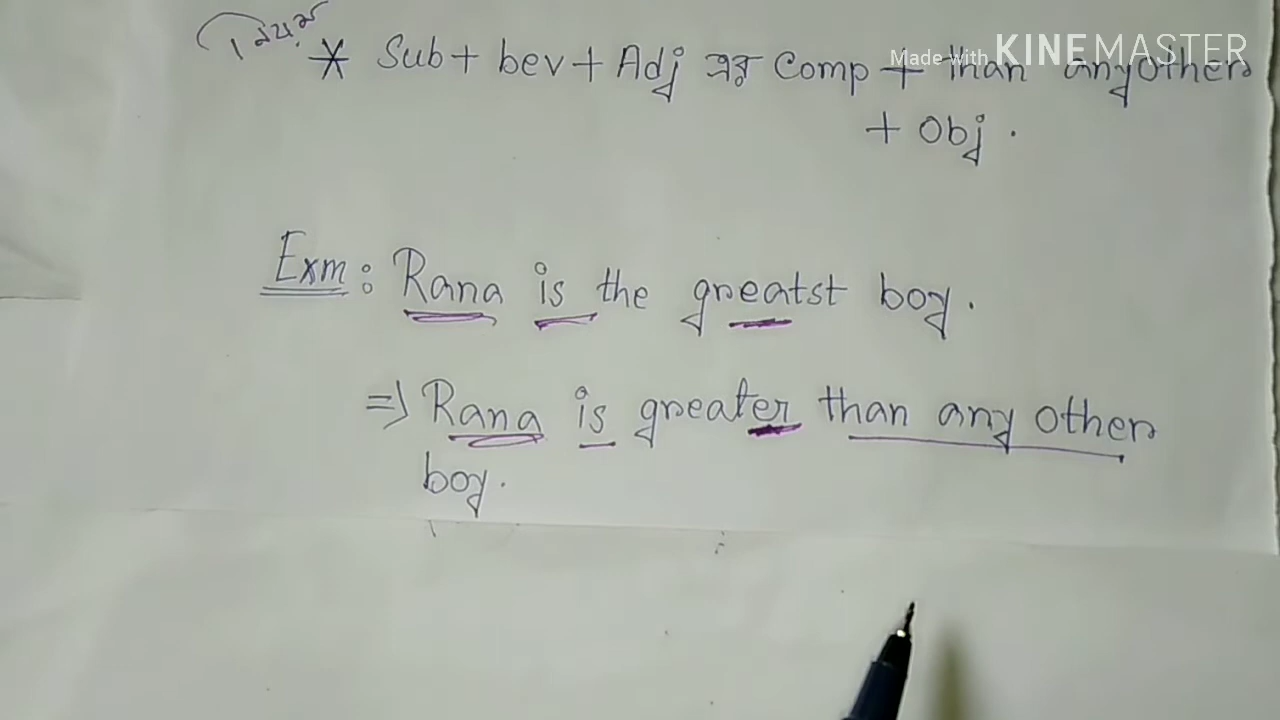 নিয়ম * Sub + bev + Adj এর Comp + than anyother
+ Obj.
Made with KINEMASTER
Exm: Rana is the greatst boy.
=> Rana is greater than any other
boy.